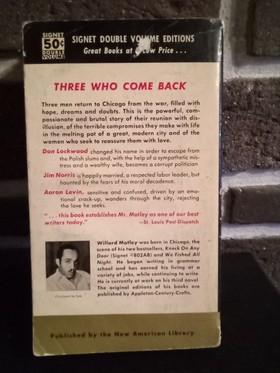 SIGNET
50¢
DOUBLE
VOLUME
SIGNET DOUBLE VOLUME EDITIONS
Great Books at a Low Price . . .
THREE WHO COME BACK
Three men return to Chicago from the war, filled with
hope, dreams and doubts. This is the powerful, com-
passionate and brutal story of their reunion with dis-
illusion, of the terrible compromises they make with life
in the melting pot of a great, modern city and of the
women who seek to reassure them with love.
Don Lockwood changed his name in order to escape from
the Polish slums and, with the help of a sympathetic mis-
tress and a wealthy wife, becomes a corrupt politician.
Jim Norris is happily married, a respected labor leader, but
haunted by the fears of his moral decadence.
Aaron Levin, sensitive and confused, driven by an emo-
tional crack-up, wonders through the city, rejecting
the love he seeks.
“. . . this book establishes Mr. Motley as one of our best
writers today.” —St. Louis Post-Dispatch
Willard Motley was born in Chicago, the
scene of his two bestsellers, Knock On Any
Door (Signet #802AB) and We Fished All
Night. He began writing in grammar
school and has earned his living at a
variety of jobs, while continuing to write.
He is currently at work on his third novel.
The original editions of his books are
published by Appleton-Century-Crofts.
Published by the New American Library